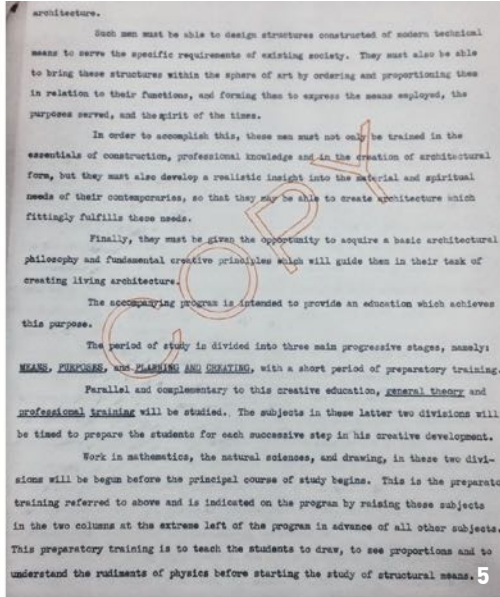 architecture.
Such men must be able to design structures constructed of modern technical
means to serve the specific requirements of existing society. They must also be able
to bring these structures within the sphere of art by ordering and proportioning them
in relation to their functions, and forming them to express the means employed, the
purposes served, and the spirit of the times.
In order to accomplish this, these men must not only be trained in the
essentials of construction, professional knowledge and in the creation of architectural
form, but they must also develop a realistic insight into the material and spiritual
needs of their contemporaries, so that they may be able to create architecture which
fittingly fulfills these needs.
Finally, they must be given the opportunity to acquire a basic architectural
philosophy and fundamental creative principles which will guide them in their task of
creating living architecture.
The accompanying program is intended to provide an education which achieves
this purpose.
The period of study is divided into three main progressive stages, namely:
MEANS, PURPOSES, and PLANNING AND CREATING, with a short period of preparatory training.
Parallel and complementary to this creative education, general theory and
professional training will be studied. The subjects in these latter two divisions will
be timed to prepare the students for each successive step in his creative development.
Work in mathematics, the natural sciences, and drawing, in these two divi-
sions will be begun before the principal course of study begins. This is the preparato
training referred to above and is indicated on the program by raising these subjects
in the two columns at the extreme left of the program in advance of all other subjects.
This preparatory training is to teach the students to draw, to see proportions and to
understand the rudiments of physics before starting the study of structural means.
5
COPY